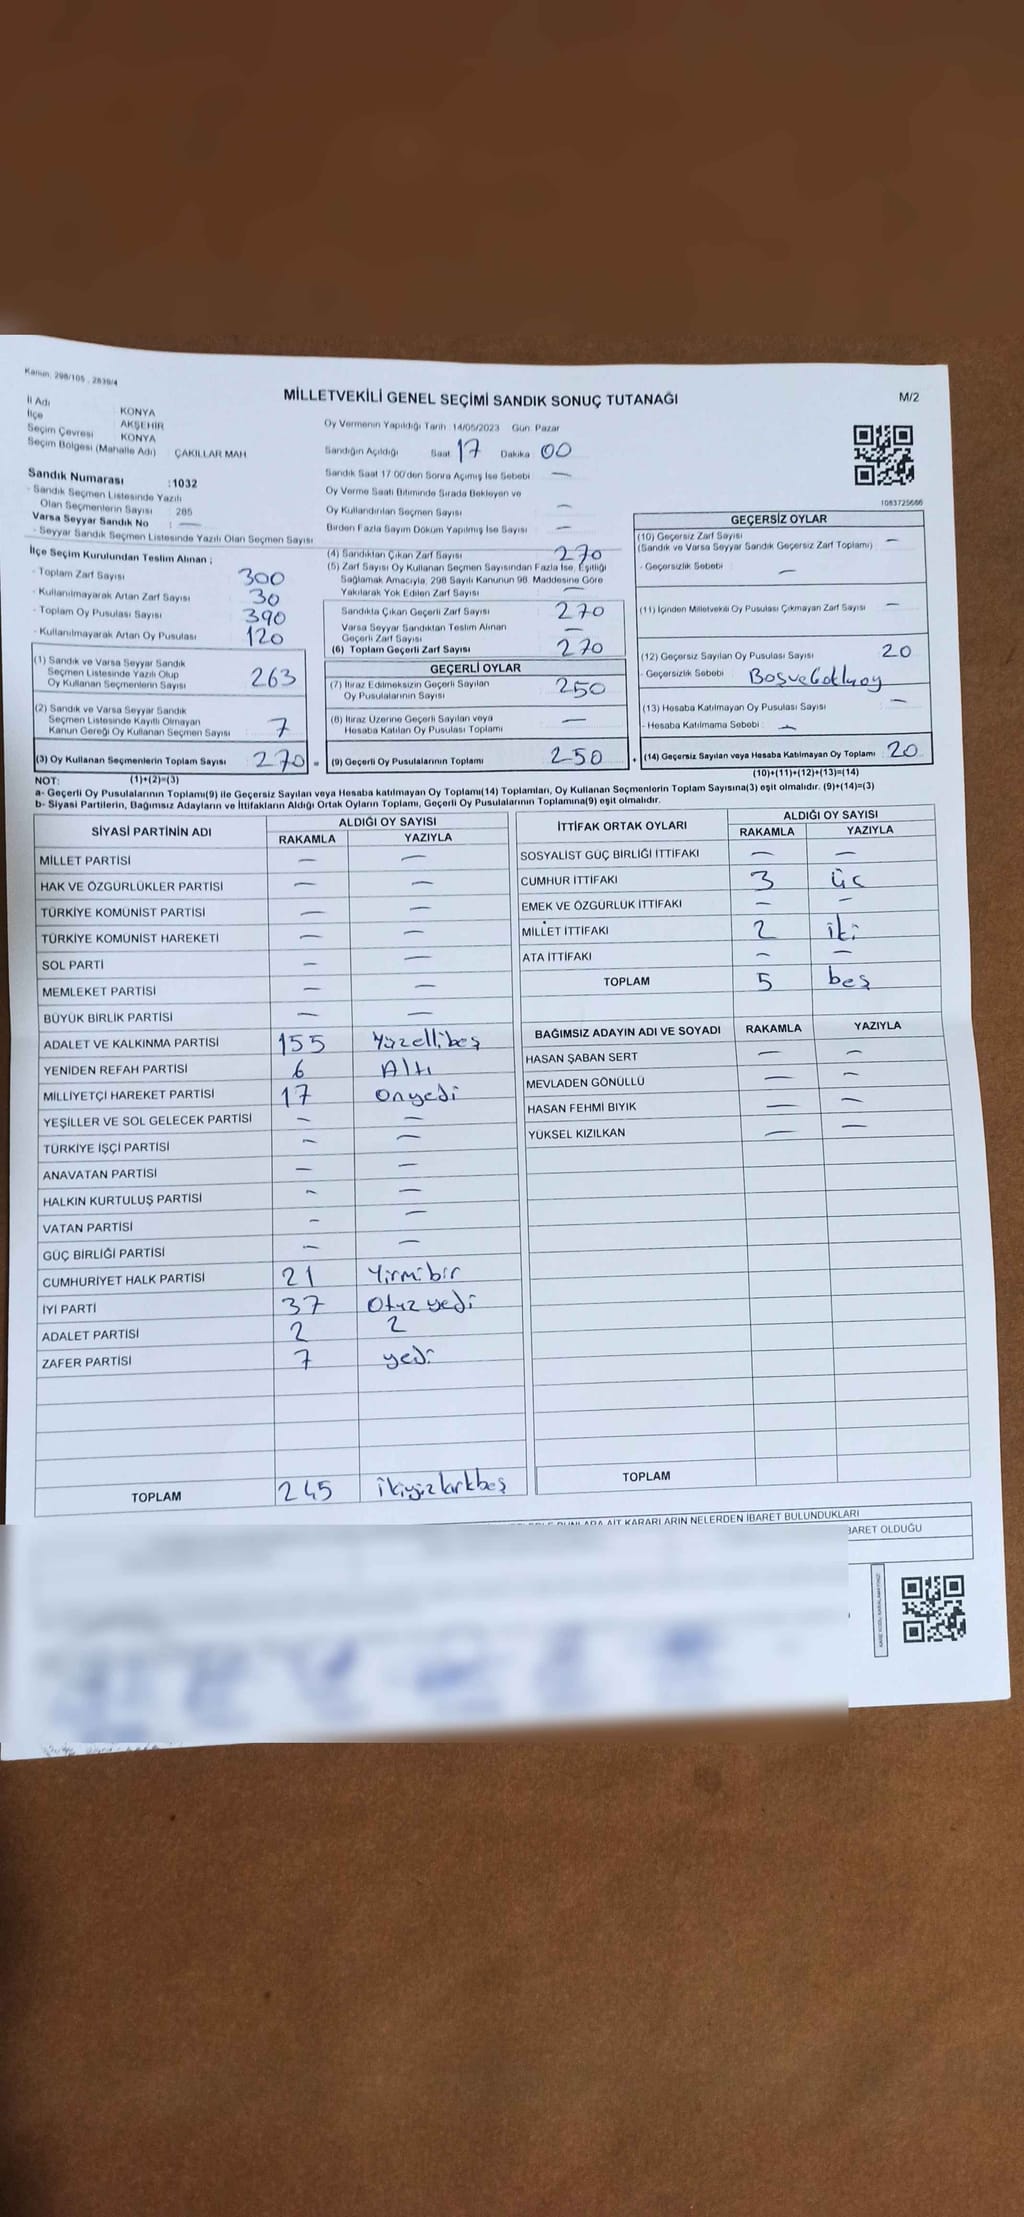 Kanun: 298/105 - 2839/4
MİLLETVEKİLİ GENEL SEÇİMİ SANDIK SONUÇ TUTANAĞI
M/2
İl Adı KONYA
İlçe AKŞEHİR
Seçim Çevresi KONYA
Seçim Bölgesi (Mahalle Adı) ÇAKILLAR MAH.
Sandık Numarası :1032
- Sandık Seçmen Listesinde Yazılı
Olan Seçmenlerin Sayısı : 285
Varsa Seyyar Sandık No : —
- Seyyar Sandık Seçmen Listesinde Yazılı Olan Seçmen Sayısı
Oy Vermenin Yapıldığı Tarih 14/05/2023 Gün Pazar
Sandığın Açıldığı Saat 17 Dakika 00
Sandık Saat 17 00'den Sonra Açımış İse Sebebi —
Oy Verme Saati Bitiminde Sırada Bekleyen ve
Oy Kullandırılan Seçmen Sayısı —
Birden Fazla Sayım Döküm Yapılmış İse Sayısı —
1083725666
İlçe Seçim Kurulundan Teslim Alınan ;
- Toplam Zarf Sayısı 300
- Kullanılmayarak Artan Zarf Sayısı 30
- Toplam Oy Pusulası Sayısı 390
- Kullanılmayarak Artan Oy Pusulası 120
(1) Sandık ve Varsa Seyyar Sandık
Seçmen Listesinde Yazılı Olup
Oy Kullanan Seçmenlerin Sayısı 263
(2) Sandık ve Varsa Seyyar Sandık
Seçmen Listesinde Kayıtlı Olmayan
Kanun Gereği Oy Kullanan Seçmen Sayısı 7
(3) Oy Kullanan Seçmenlerin Toplam Sayısı 270 =
(4) Sandıktan Çıkan Zarf Sayısı 270
(5) Zarf Sayısı Oy Kullanan Seçmen Sayısından Fazla İse, Eşitliği
Sağlamak Amacıyla, 298 Sayılı Kanunun 98. Maddesine Göre
Yakılarak Yok Edilen Zarf Sayısı —
Sandıkta Çıkan Geçerli Zarf Sayısı 270
Varsa Seyyar Sandıktan Teslim Alınan
Geçerli Zarf Sayısı —
(6) Toplam Geçerli Zarf Sayısı 270
GEÇERLİ OYLAR
(7) İtiraz Edilmeksizin Geçerli Sayılan
Oy Pusulalarının Sayısı 250
(8) İtiraz Üzerine Geçerli Sayılan veya
Hesaba Katılan Oy Pusulası Toplamı —
(9) Geçerli Oy Pusulalarının Toplamı 250 +
GEÇERSİZ OYLAR
(10) Geçersiz Zarf Sayısı
(Sandık ve Varsa Seyyar Sandık Geçersiz Zarf Toplamı) —
- Geçersizlik Sebebi —
(11) İçinden Milletvekili Oy Pusulası Çıkmayan Zarf Sayısı —
(12) Geçersiz Sayılan Oy Pusulası Sayısı 20
- Geçersizlik Sebebi
(13) Hesaba Katılmayan Oy Pusulası Sayısı —
- Hesaba Katılmama Sebebi : —
(14) Geçersiz Sayılan veya Hesaba Katılmayan Oy Toplamı 20
NOT: (1)+(2)=(3)
(10)+(11)+(12)+(13)=(14)
a- Geçerli Oy Pusulalarının Toplamı(9) ile Geçersiz Sayılan veya Hesaba katılmayan Oy Toplamı(14) Toplamları, Oy Kullanan Seçmenlerin Toplam Sayısına(3) eşit olmalıdır. (9)+(14)=(3)
b- Siyasi Partilerin, Bağımsız Adayların ve İttifakların Aldığı Ortak Oyların Toplamı, Geçerli Oy Pusulalarının Toplamına(9) eşit olmalıdır.
SİYASİ PARTİNİN ADI ALDIĞI OY SAYISI
RAKAMLA YAZIYLA
MİLLET PARTİSİ — —
HAK VE ÖZGÜRLÜKLER PARTİSİ — —
TÜRKİYE KOMÜNİST PARTİSİ — —
TÜRKİYE KOMÜNİST HAREKETİ — —
SOL PARTİ — —
MEMLEKET PARTİSİ — —
BÜYÜK BİRLİK PARTİSİ — —
ADALET VE KALKINMA PARTİSİ 155 Yüzellibeş
YENİDEN REFAH PARTİSİ 6 Altı
MİLLİYETÇİ HAREKET PARTİSİ 17 Onyedi
YEŞİLLER VE SOL GELECEK PARTİSİ — —
TÜRKİYE İŞÇİ PARTİSİ — —
ANAVATAN PARTİSİ — —
HALKIN KURTULUŞ PARTİSİ — —
VATAN PARTİSİ — —
GÜÇ BİRLİĞİ PARTİSİ — —
CUMHURİYET HALK PARTİSİ 21 Yirmibir
İYİ PARTİ 37 Otuzyedi
ADALET PARTİSİ 2 2
ZAFER PARTİSİ 7 yedi
TOPLAM 245 ikiyüzkırkbeş
İTTİFAK ORTAK OYLARI ALDIĞI OY SAYISI
RAKAMLA YAZIYLA
SOSYALİST GÜÇ BİRLİĞİ İTTİFAKI — —
CUMHUR İTTİFAKI 3 üç
EMEK VE ÖZGÜRLÜK İTTİFAKI — —
MİLLET İTTİFAKI 2 iki
ATA İTTİFAKI — —
TOPLAM 5 beş
BAĞIMSIZ ADAYIN ADI VE SOYADI RAKAMLA YAZIYLA
HASAN ŞABAN SERT — —
MEVLADEN GÖNÜLLÜ — —
HASAN FEHMİ BIYIK — —
YÜKSEL KIZILKAN — —
TOPLAM
AİT KARARLARIN NELERDEN İBARET BULUNDUKLARI
BARET OLDUĞU